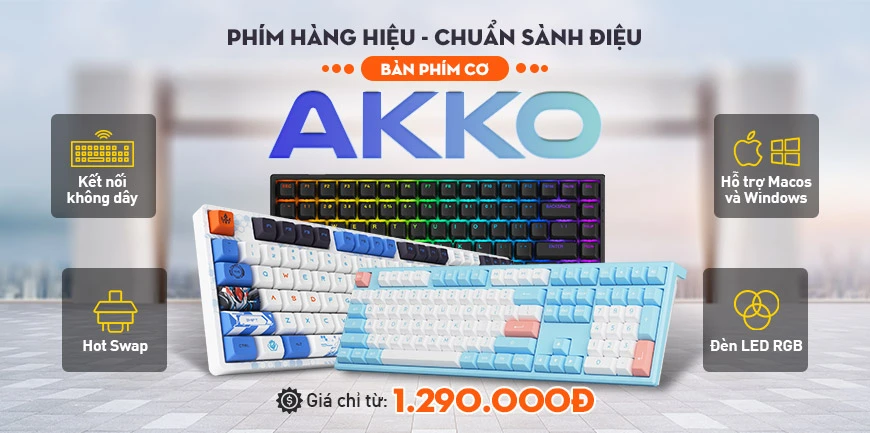 PHÍM HÀNG HIỆU - CHUẨN SÀNH ĐIỆU
BÀN PHÍM CƠ
AKKO
Kết nối
không dây
Hỗ trợ Macos
và Windows
Hot Swap
Đèn LED RGB
Giá chỉ từ: 1.290.000Đ